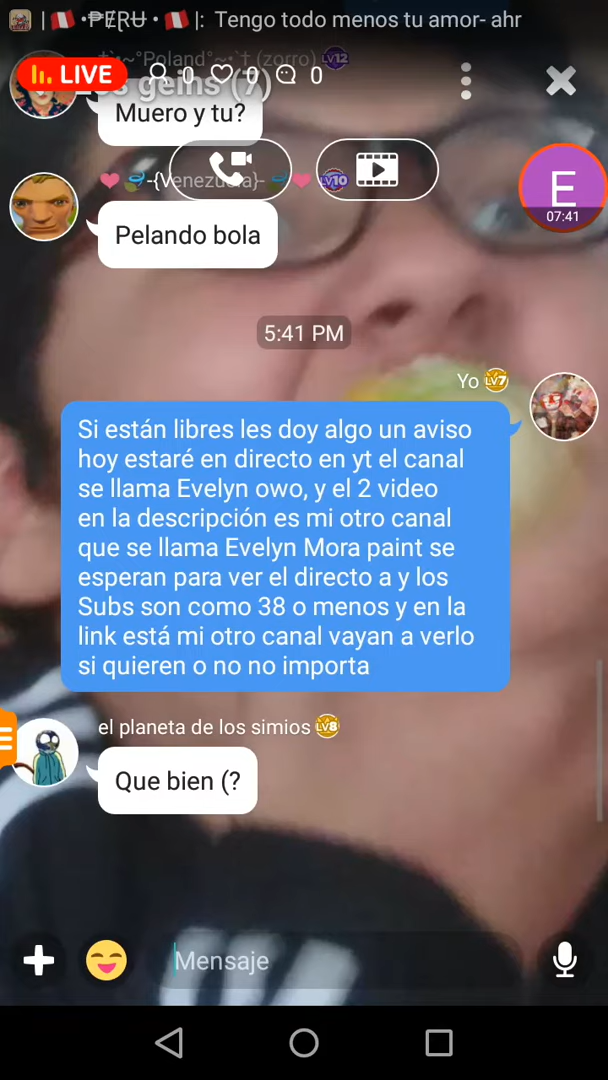 | 🇵🇪 •₱ɆⱤɄ • 🇵🇪 |: Tengo todo menos tu amor- ahr
~°Poland°~ (zorro) LV12
LIVE 0 0 0
s geins (7)
Muero y tu?
-{Venezuela}- LV10
E
07:41
Pelando bola
5:41 PM
Yo LV7
Si están libres les doy algo un aviso
hoy estaré en directo en yt el canal
se llama Evelyn owo, y el 2 video
en la descripción es mi otro canal
que se llama Evelyn Mora paint se
esperan para ver el directo a y los
Subs son como 38 o menos y en la
link está mi otro canal vayan a verlo
si quieren o no no importa
el planeta de los simios LV8
Que bien (?
Mensaje